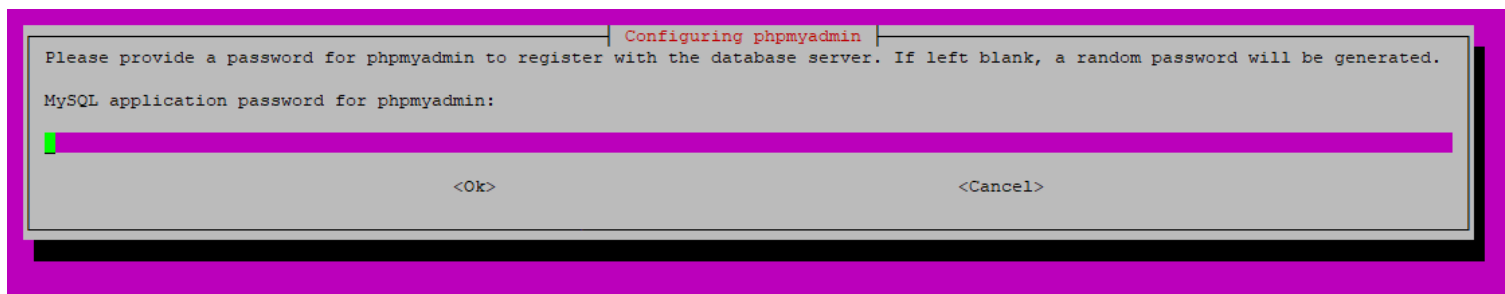 Configuring phpmyadmin
Please provide a password for phpmyadmin to register with the database server. If left blank, a random password will be generated.
MySQL application password for phpmyadmin:
<Ok> <Cancel>